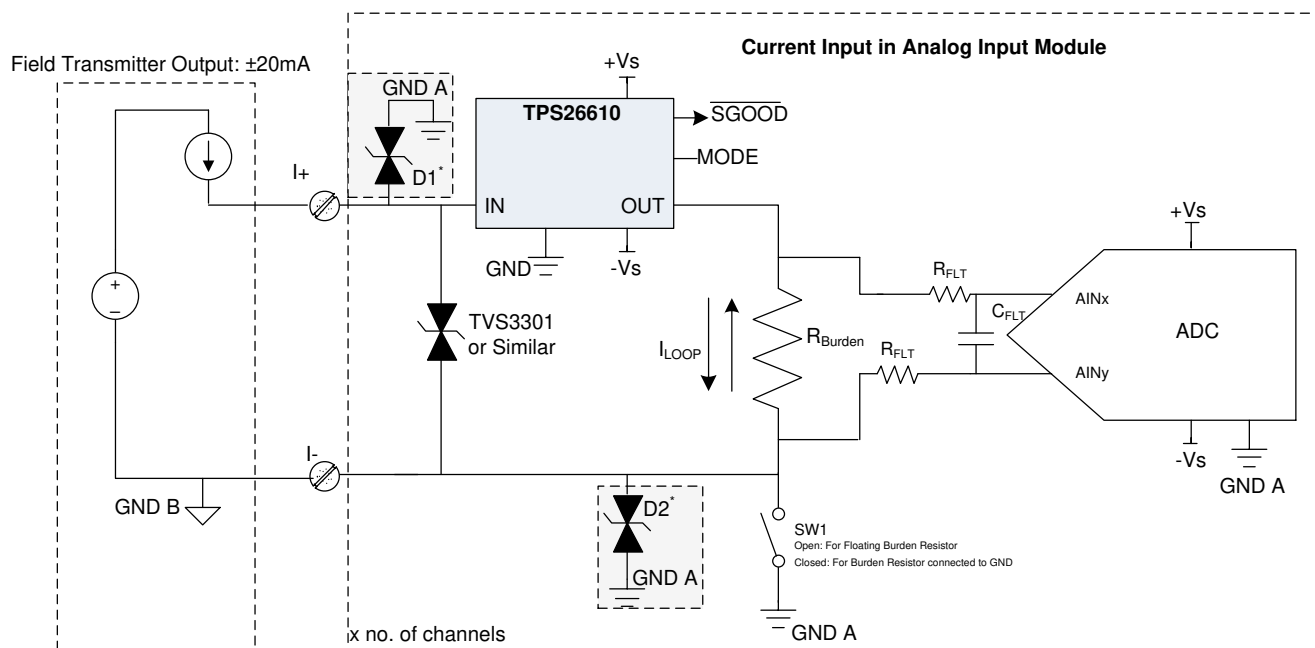 Current Input in Analog Input Module
Field Transmitter Output: ±20mA
+Vs
GND A
TPS26610
SGOOD
MODE
D1*
I+
IN
OUT
GND
-Vs
+Vs
RFLT
AINx
CFLT
+
–
TVS3301
or Similar
ILOOP
RBurden
ADC
RFLT
AINy
I-
-Vs
GND A
GND B
D2*
GND A
SW1
Open: For Floating Burden Resistor
Closed: For Burden Resistor connected to GND
GND A
x no. of channels